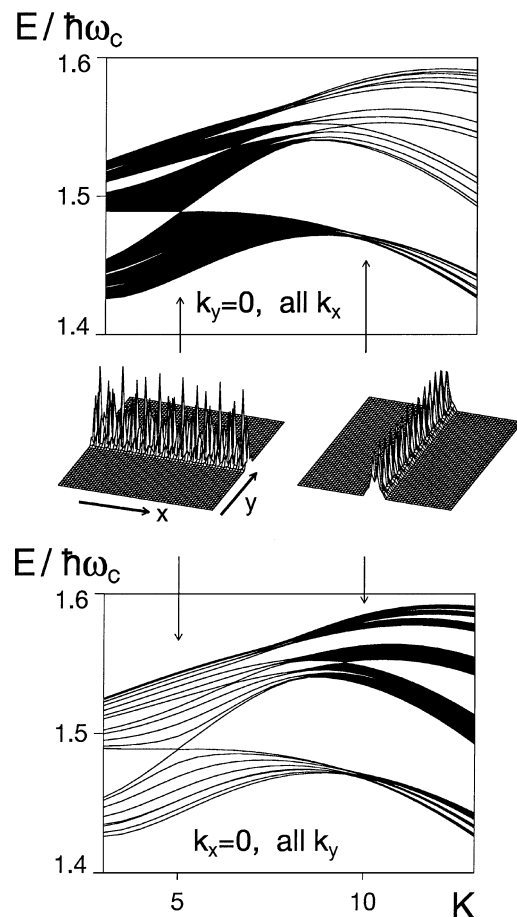 E / ħω_c
1.6
1.5
1.4
k_y=0, all k_x
x
y
E / ħω_c
1.6
1.5
1.4
k_x=0, all k_y
5 10 K